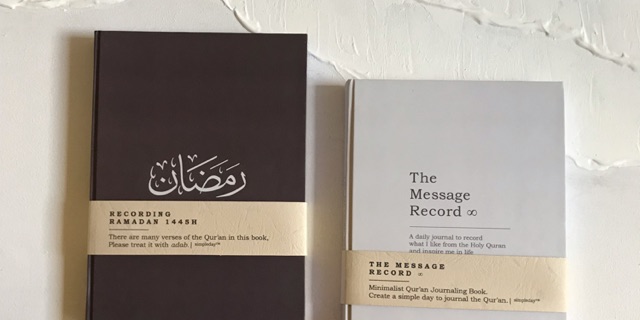 رَمَضَان
RECORDING
RAMADAN 1445H
There are many verses of the Qur'an in this book,
Please treat it with adab. | simpleday™
The
Message
Record ∞
A daily journal to record
what I like from the Holy Quran
and inspire me in life
THE MESSAGE
RECORD ∞
Minimalist Qur'an Journaling Book.
Create a simple day to journal the Qur'an. | simpleday™